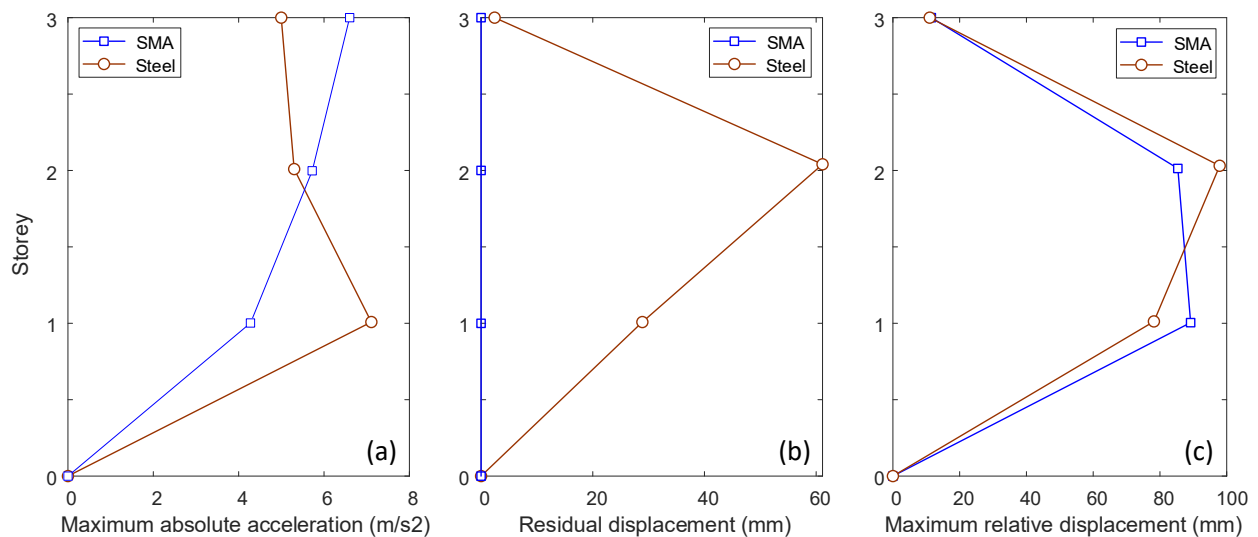 3
2
1
0
Storey
SMA
Steel
(a)
0 2 4 6 8
Maximum absolute acceleration (m/s2)
3
2
1
0
SMA
Steel
(b)
0 20 40 60
Residual displacement (mm)
3
2
1
0
SMA
Steel
(c)
0 20 40 60 80 100
Maximum relative displacement (mm)